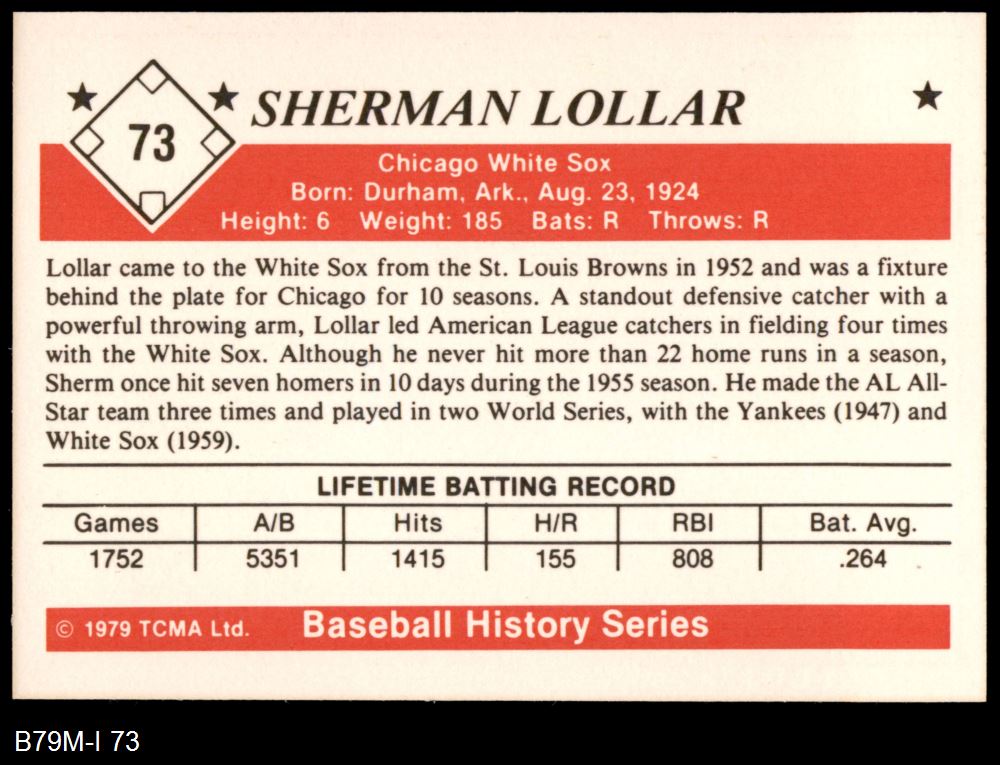 73
SHERMAN LOLLAR
Chicago White Sox
Born: Durham, Ark., Aug. 23, 1924
Height: 6 Weight: 185 Bats: R Throws: R
Lollar came to the White Sox from the St. Louis Browns in 1952 and was a fixture
behind the plate for Chicago for 10 seasons. A standout defensive catcher with a
powerful throwing arm, Lollar led American League catchers in fielding four times
with the White Sox. Although he never hit more than 22 home runs in a season,
Sherm once hit seven homers in 10 days during the 1955 season. He made the AL All-
Star team three times and played in two World Series, with the Yankees (1947) and
White Sox (1959).
LIFETIME BATTING RECORD
Games A/B Hits H/R RBI Bat. Avg.
1752 5351 1415 155 808 .264
© 1979 TCMA Ltd. Baseball History Series
B79M-I 73